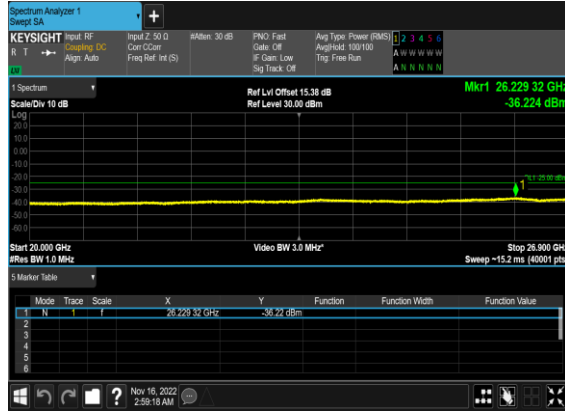 Spectrum Analyzer 1
Swept SA
+
KEYSIGHT Input: RF Input Z: 50 Ω #Atten: 30 dB PNO: Fast Avg Type: Power (RMS) 1 2 3 4 5 6
R T Coupling: DC Corr CCorr Gate: Off Avg|Hold: 100/100 A W W W W W
Align: Auto Freq Ref: Int (S) IF Gain: Low Trig: Free Run
LV Sig Track: Off A N N N N N
1 Spectrum Ref Lvl Offset 15.38 dB Mkr1 26.229 32 GHz
Scale/Div 10 dB Ref Level 30.00 dBm -36.224 dBm
Log
20.0
10.0
0.00
-10.0
-20.0
DL1 -25.00 dBm
1
-30.0
-40.0
-50.0
-60.0
Start 20.000 GHz Video BW 3.0 MHz* Stop 26.900 GHz
#Res BW 1.0 MHz Sweep ~15.2 ms (40001 pts)
5 Marker Table
Mode Trace Scale X Y Function Function Width Function Value
1 N 1 f 26.229 32 GHz -36.22 dBm
2
3
4
5
6
? Nov 16, 2022
2:59:18 AM